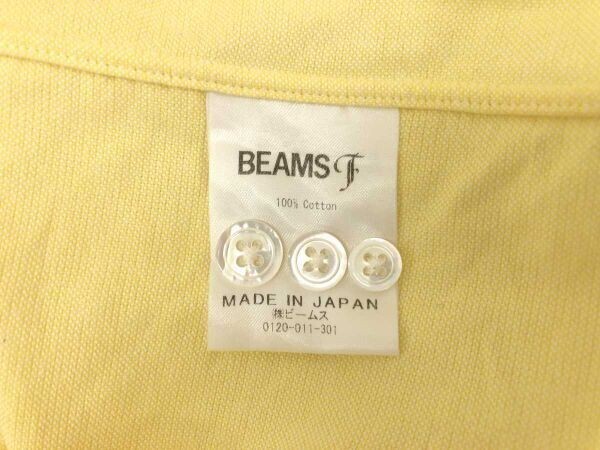 BEAMS F
100% Cotton
MADE IN JAPAN
㈱ビームス
0120-011-301